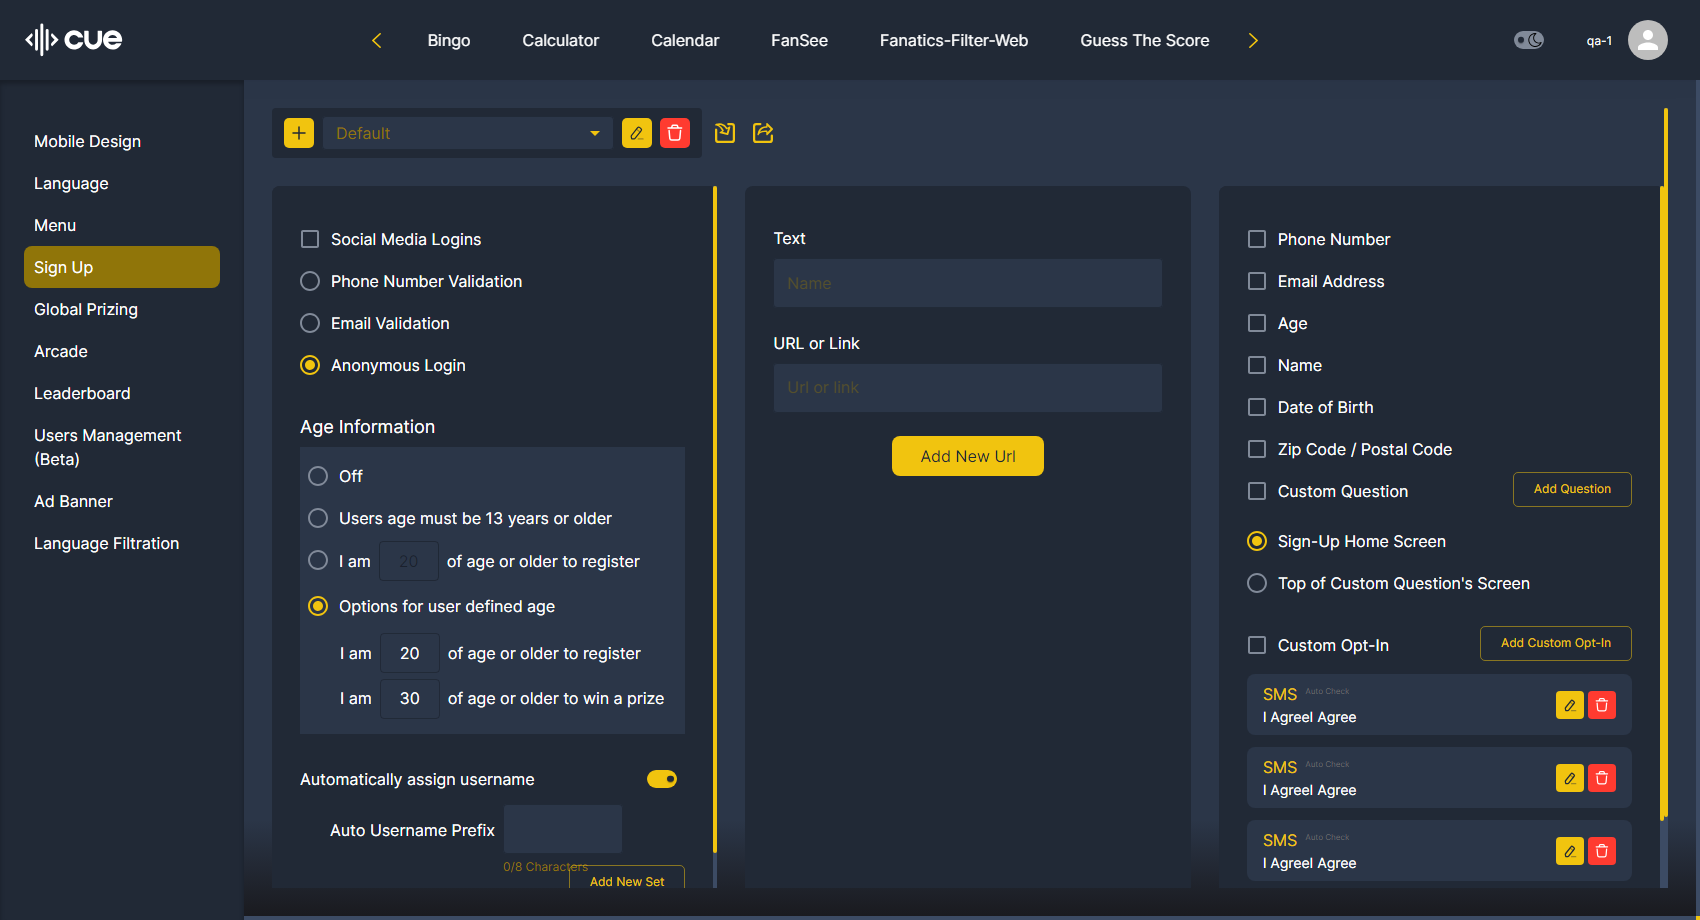 cue
Bingo
Calculator
Calendar
FanSee
Fanatics-Filter-Web
Guess The Score
qa-1
Mobile Design
Language
Menu
Sign Up
Global Prizing
Arcade
Leaderboard
Users Management
(Beta)
Ad Banner
Language Filtration
Default
Social Media Logins
Phone Number Validation
Email Validation
Anonymous Login
Age Information
Off
Users age must be 13 years or older
I am 20 of age or older to register
Options for user defined age
I am 20 of age or older to register
I am 30 of age or older to win a prize
Automatically assign username
Auto Username Prefix
0/8 Characters
Add New Set
Text
Name
URL or Link
Url or link
Add New Url
Phone Number
Email Address
Age
Name
Date of Birth
Zip Code / Postal Code
Custom Question
Add Question
Sign-Up Home Screen
Top of Custom Question's Screen
Custom Opt-In
Add Custom Opt-In
SMS Auto Check
I AgreeI Agree
SMS Auto Check
I AgreeI Agree
SMS Auto Check
I AgreeI Agree